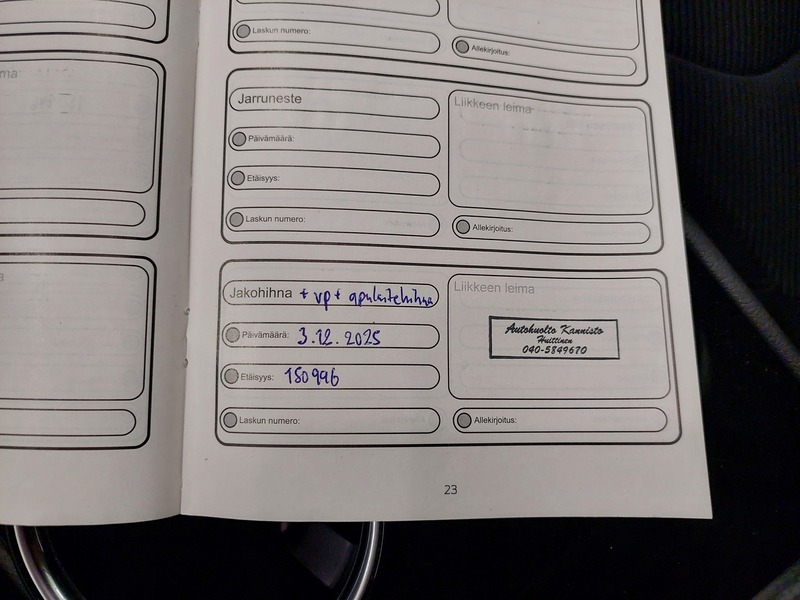 Laskun numero:
Allekirjoitus:
Jarruneste
Liikkeen leima
Päivämäärä:
Etäisyys:
Laskun numero:
Allekirjoitus:
Jakohihna + vp + apulaitehihna
Liikkeen leima
Päivämäärä: 3.12.2025
Autohuolto Kannisto
Huittinen
040-5849670
Etäisyys: 150996
Laskun numero:
Allekirjoitus:
23